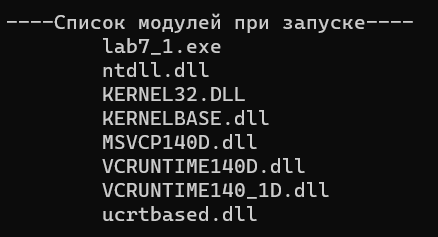 ----Список модулей при запуске----
lab7_1.exe
ntdll.dll
KERNEL32.DLL
KERNELBASE.dll
MSVCP140D.dll
VCRUNTIME140D.dll
VCRUNTIME140_1D.dll
ucrtbased.dll